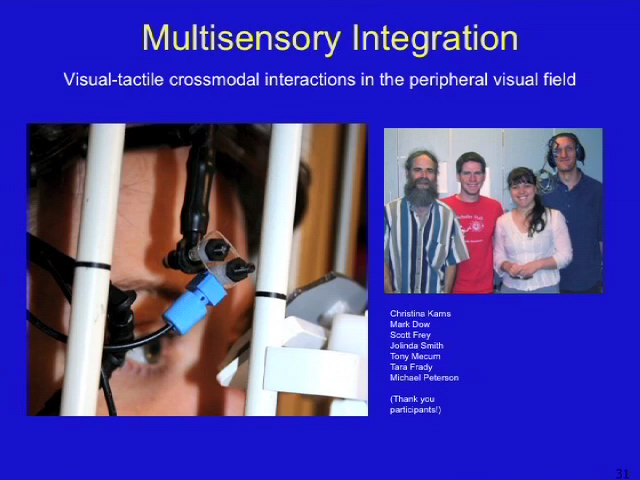 Multisensory Integration
Visual-tactile crossmodal interactions in the peripheral visual field
Christina Karns
Mark Dow
Scott Frey
Jolinda Smith
Tony Mecum
Tara Frady
Michael Peterson
(Thank you
participants!)
31